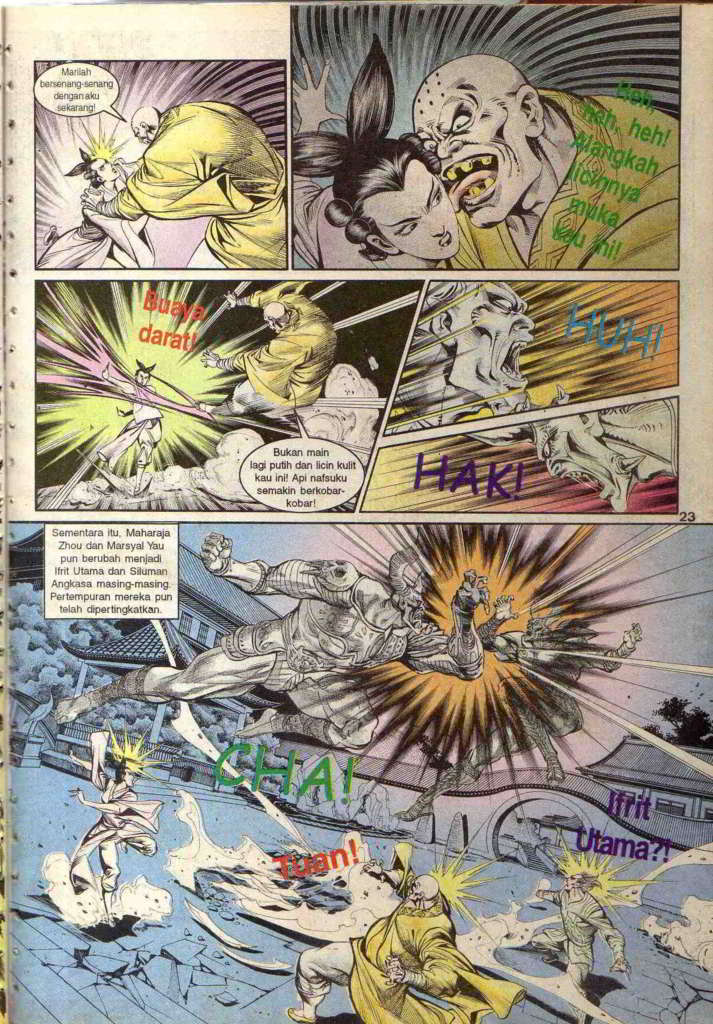 Marilah
bersenang-senang
dengan aku
sekarang!
Heh,
heh, heh!
Alangkah
licinnya
muka
kau ini!
Buaya
darat!
Bukan main
lagi putih dan licin kulit
kau ini! Api nafsuku
semakin berkobar-
kobar!
HUH!
HAK!
23
Sementara itu, Maharaja
Zhou dan Marsyal Yau
pun berubah menjadi
Ifrit Utama dan Siluman
Angkasa masing-masing.
Pertempuran mereka pun
telah dipertingkatkan.
CHA!
Tuan!
Ifrit
Utama?!